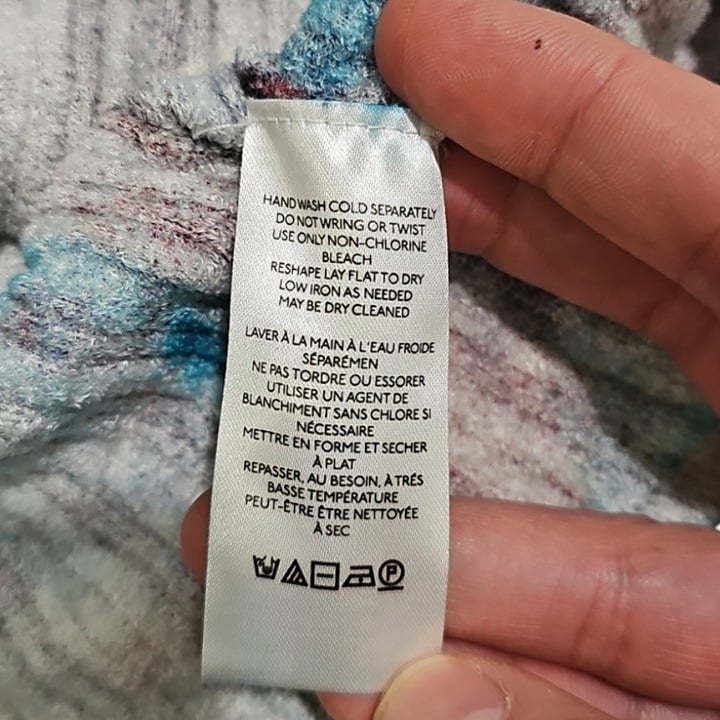 HAND WASH COLD SEPARATELY
DO NOT WRING OR TWIST
USE ONLY NON-CHLORINE
BLEACH
RESHAPE LAY FLAT TO DRY
LOW IRON AS NEEDED
MAY BE DRY CLEANED
LAVER À LA MAIN À L'EAU FROIDE
SÉPARÉMEN
NE PAS TORDRE OU ESSORER
UTILISER UN AGENT DE
BLANCHIMENT SANS CHLORE SI
NÉCESSAIRE
METTRE EN FORME ET SECHER
À PLAT
REPASSER, AU BESOIN, À TRÉS
BASSE TEMPÉRATURE
PEUT-ÊTRE ÊTRE NETTOYÉE
À SEC
P